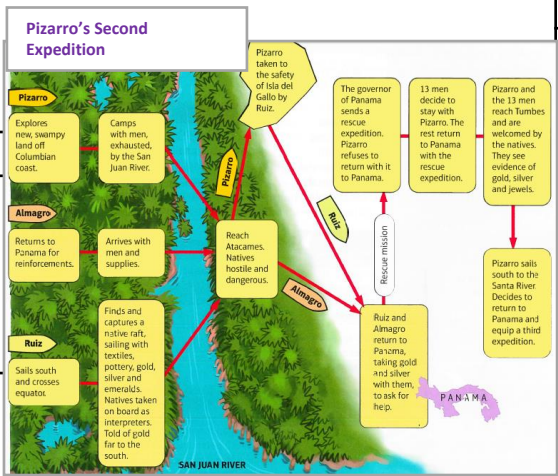 Pizarro's Second
Expedition
Pizarro
Explores
new, swampy
land off
Columbian
coast.
Camps
with men,
exhausted,
by the San
Juan River.
Almagro
Returns to
Panama for
reinforcements.
Arrives with
men and
supplies.
Ruiz
Sails south
and crosses
equator.
Finds and
captures a
native raft,
sailing with
textiles,
pottery, gold,
silver and
emeralds.
Natives taken
on board as
interpreters.
Told of gold
far to the
south.
Reach
Atacames.
Natives
hostile and
dangerous.
Pizarro
Pizarro
taken to
the safety
of Isla del
Gallo by
Ruiz.
Ruiz
Almagro
Ruiz and
Almagro
return to
Panama,
taking gold
and silver
with them,
to ask for
help.
Rescue mission
The governor
of Panama
sends a
rescue
expedition.
Pizarro
refuses to
return with it
to Panama.
13 men
decide to
stay with
Pizarro. The
rest return
to Panama
with the
rescue
expedition.
Pizarro and
the 13 men
reach Tumbes
and are
welcomed by
the natives.
They see
evidence of
gold, silver
and jewels.
Pizarro sails
south to the
Santa River
Decides to
return to
Panama and
equip a third
expedition.
PANAMA
SAN JUAN RIVER